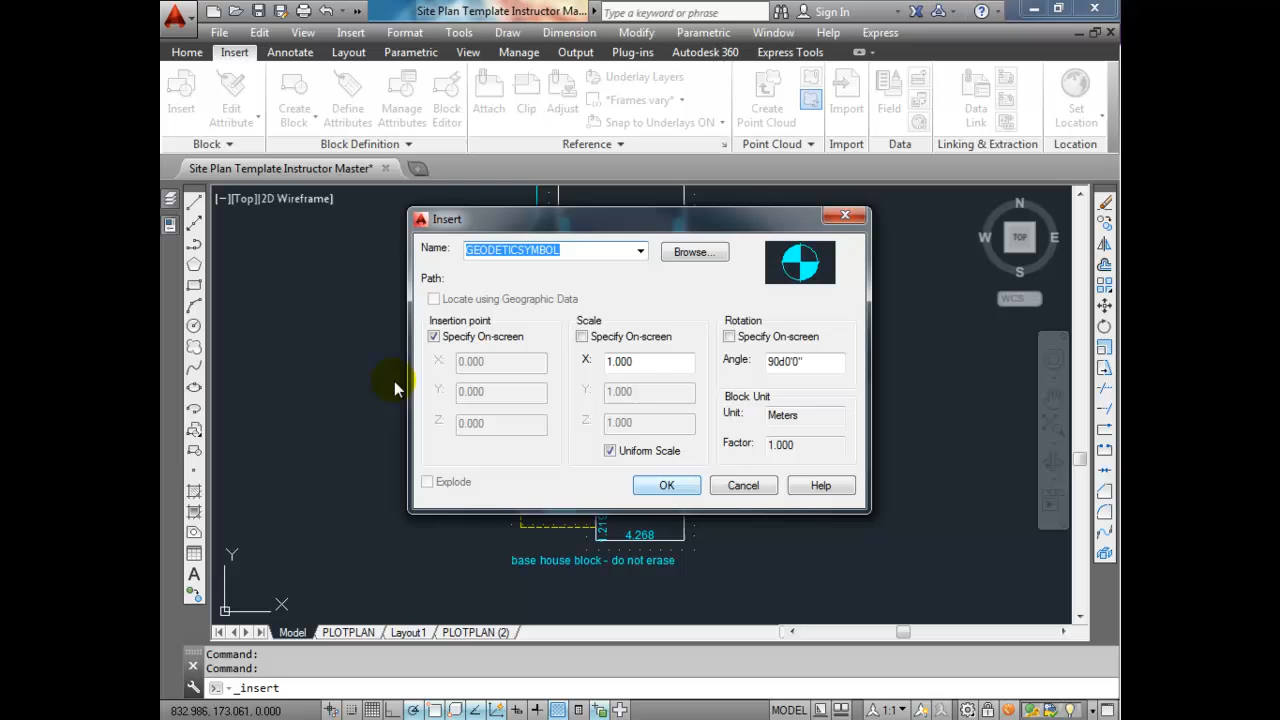 Site Plan Template Instructor Ma...
Type a keyword or phrase
Sign In
File Edit View Insert Format Tools Draw Dimension Modify Parametric Window Help Express
Home Insert Annotate Layout Parametric View Manage Output Plug-ins Autodesk 360 Express Tools
Insert
Edit Attribute
Create Block
Define Attributes
Manage Attributes
Block Editor
Attach
Clip
Adjust
Underlay Layers
*Frames vary*
Snap to Underlays ON
Create Point Cloud
Import
Field
Data Link
Set Location
Block Block Definition Reference Point Cloud Import Data Linking & Extraction Location
Site Plan Template Instructor Master*
[−][Top]2D Wireframe]
N
W TOP E
S
WCS
Insert
Name: GEODETICSYMBOL Browse...
Path:
Locate using Geographic Data
Insertion point Scale Rotation
Specify On-screen Specify On-screen Specify On-screen
X: 0.000 X: 1.000 Angle: 90d0'0"
Y: 0.000 Y: 1.000
Block Unit
Unit: Meters
Z: 0.000 Z: 1.000
Factor: 1.000
Uniform Scale
Explode OK Cancel Help
4.268
base house block - do not erase
Y
X
Model PLOTPLAN Layout1 PLOTPLAN (2)
Command:
Command:
_insert
832.986, 173.061, 0.000 MODEL 1:1